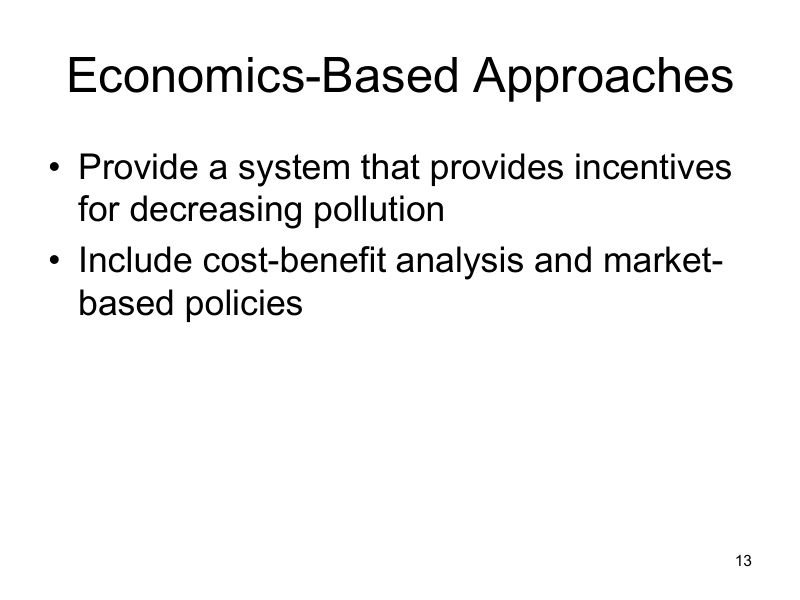 Economics-Based Approaches
• Provide a system that provides incentives
for decreasing pollution
• Include cost-benefit analysis and market-
based policies
13